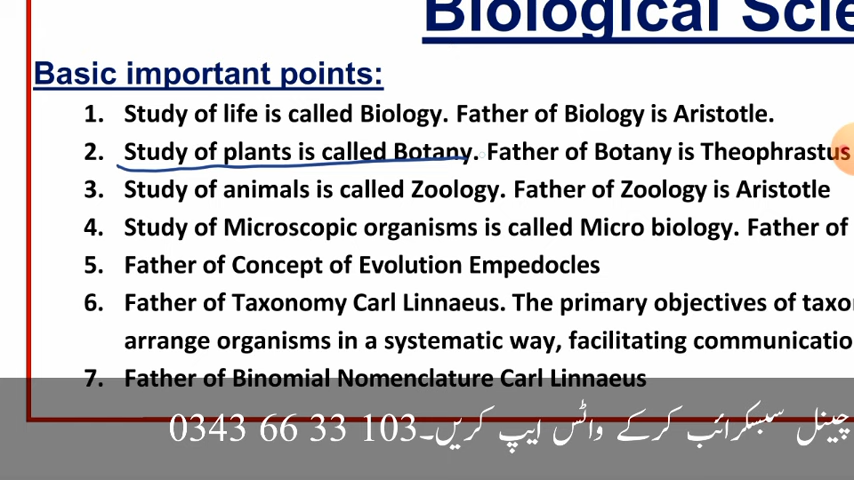 Biological Scie
Basic important points:
1. Study of life is called Biology. Father of Biology is Aristotle.
2. Study of plants is called Botany. Father of Botany is Theophrastus
3. Study of animals is called Zoology. Father of Zoology is Aristotle
4. Study of Microscopic organisms is called Micro biology. Father of
5. Father of Concept of Evolution Empedocles
6. Father of Taxonomy Carl Linnaeus. The primary objectives of taxo
arrange organisms in a systematic way, facilitating communicatio
7. Father of Binomial Nomenclature Carl Linnaeus
چینل سبسکرائب کرکے واٹس ایپ کریں۔0343 66 33 103